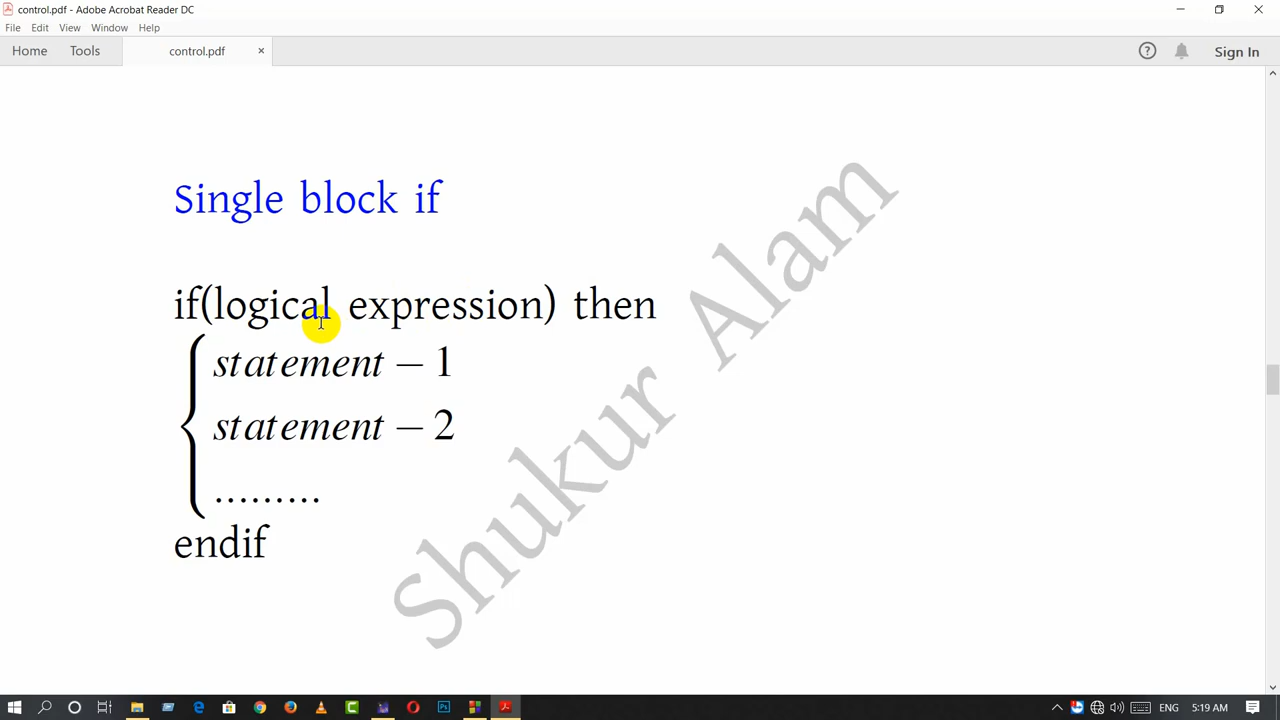 control.pdf - Adobe Acrobat Reader DC
File Edit View Window Help
Home Tools control.pdf × ? Sign In
Single block if
if(logical expression) then
statement – 1
statement – 2
.........
endif
Shukur Alam
ENG 5:19 AM